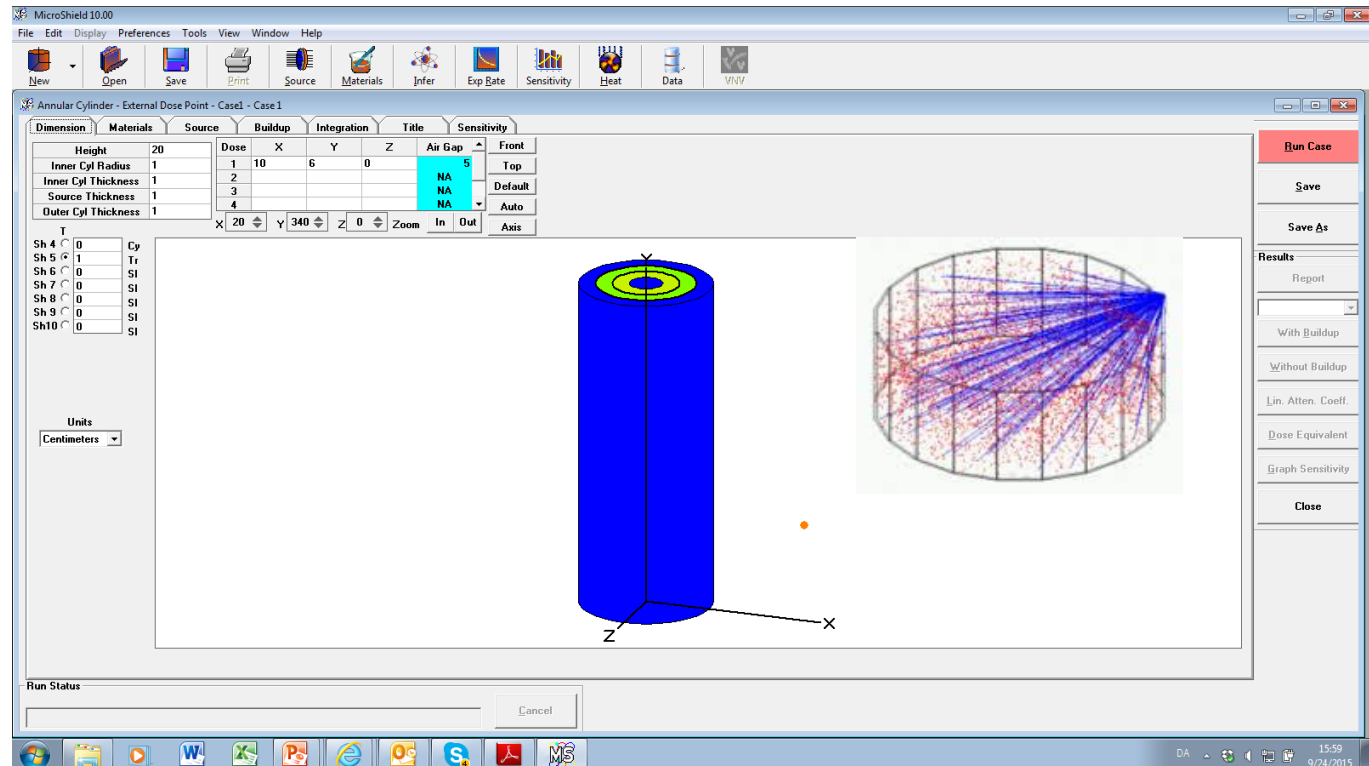 MicroShield 10.00
File Edit Display Preferences Tools View Window Help
New Open Save Print Source Materials Infer Exp Rate Sensitivity Heat Data VNV
Annular Cylinder - External Dose Point - Case1 - Case 1
Dimension Materials Source Buildup Integration Title Sensitivity
Height 20
Inner Cyl Radius 1
Inner Cyl Thickness 1
Source Thickness 1
Outer Cyl Thickness 1
Dose X Y Z Air Gap
1 10 6 0 5
2 NA
3 NA
4 NA
X 20 Y 340 Z 0 Zoom In Out
Front
Top
Default
Auto
Axis
T
Sh 4 0 Cy
Sh 5 1 Tr
Sh 6 0 Sl
Sh 7 0 Sl
Sh 8 0 Sl
Sh 9 0 Sl
Sh10 0 Sl
Units
Centimeters
Y
X
Z
Run Case
Save
Save As
Results
Report
With Buildup
Without Buildup
Lin. Atten. Coeff.
Dose Equivalent
Graph Sensitivity
Close
Run Status
Cancel
DA 15:59
9/24/2015